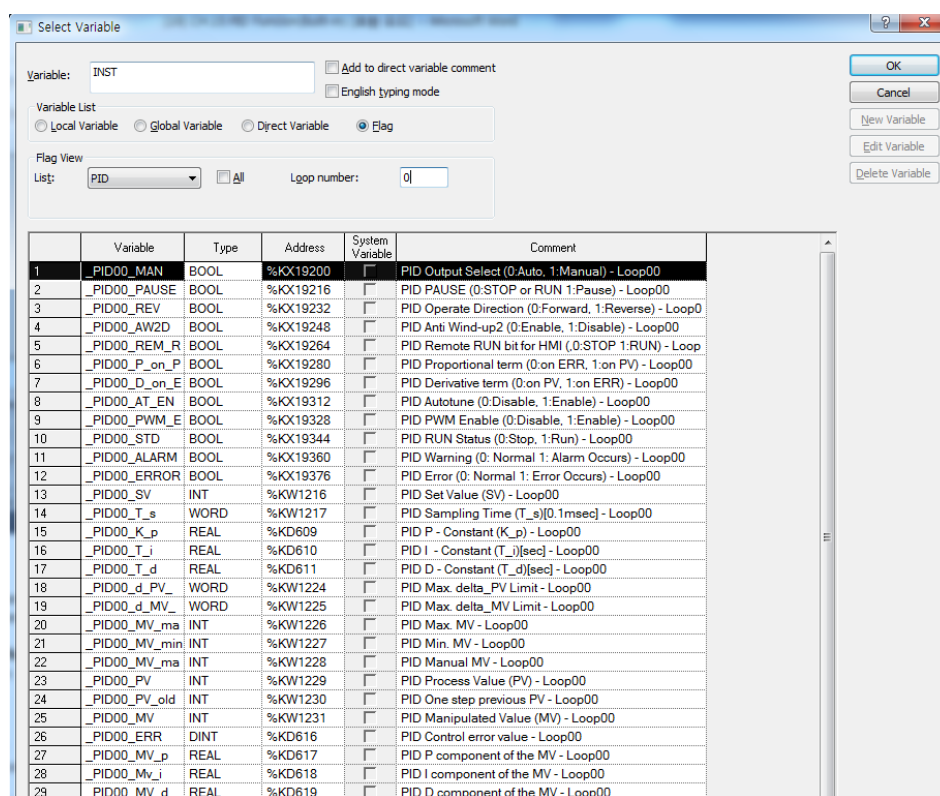 Select Variable
Variable: INST
Add to direct variable comment
English typing mode
OK
Cancel
New Variable
Edit Variable
Delete Variable
Variable List
Local Variable Global Variable Direct Variable Flag
Flag View
List: PID All Loop number: 0
Variable Type Address System Variable Comment
1 _PID00_MAN BOOL %KX19200 PID Output Select (0:Auto, 1:Manual) - Loop00
2 _PID00_PAUSE BOOL %KX19216 PID PAUSE (0:STOP or RUN 1:Pause) - Loop00
3 _PID00_REV BOOL %KX19232 PID Operate Direction (0:Forward, 1:Reverse) - Loop0
4 _PID00_AW2D BOOL %KX19248 PID Anti Wind-up2 (0:Enable, 1:Disable) - Loop00
5 _PID00_REM_R BOOL %KX19264 PID Remote RUN bit for HMI (,0:STOP 1:RUN) - Loop
6 _PID00_P_on_P BOOL %KX19280 PID Proportional term (0:on ERR, 1:on PV) - Loop00
7 _PID00_D_on_E BOOL %KX19296 PID Derivative term (0:on PV, 1:on ERR) - Loop00
8 _PID00_AT_EN BOOL %KX19312 PID Autotune (0:Disable, 1:Enable) - Loop00
9 _PID00_PWM_E BOOL %KX19328 PID PWM Enable (0:Disable, 1:Enable) - Loop00
10 _PID00_STD BOOL %KX19344 PID RUN Status (0:Stop, 1:Run) - Loop00
11 _PID00_ALARM BOOL %KX19360 PID Warning (0: Normal 1: Alarm Occurs) - Loop00
12 _PID00_ERROR BOOL %KX19376 PID Error (0: Normal 1: Error Occurs) - Loop00
13 _PID00_SV INT %KW1216 PID Set Value (SV) - Loop00
14 _PID00_T_s WORD %KW1217 PID Sampling Time (T_s)[0.1msec] - Loop00
15 _PID00_K_p REAL %KD609 PID P - Constant (K_p) - Loop00
16 _PID00_T_i REAL %KD610 PID I - Constant (T_i)[sec] - Loop00
17 _PID00_T_d REAL %KD611 PID D - Constant (T_d)[sec] - Loop00
18 _PID00_d_PV_ WORD %KW1224 PID Max. delta_PV Limit - Loop00
19 _PID00_d_MV_ WORD %KW1225 PID Max. delta_MV Limit - Loop00
20 _PID00_MV_ma INT %KW1226 PID Max. MV - Loop00
21 _PID00_MV_min INT %KW1227 PID Min. MV - Loop00
22 _PID00_MV_ma INT %KW1228 PID Manual MV - Loop00
23 _PID00_PV INT %KW1229 PID Process Value (PV) - Loop00
24 _PID00_PV_old INT %KW1230 PID One step previous PV - Loop00
25 _PID00_MV INT %KW1231 PID Manipulated Value (MV) - Loop00
26 _PID00_ERR DINT %KD616 PID Control error value - Loop00
27 _PID00_MV_p REAL %KD617 PID P component of the MV - Loop00
28 _PID00_Mv_i REAL %KD618 PID I component of the MV - Loop00
29 _PID00_MV_d REAL %KD619 PID D component of the MV - Loop00